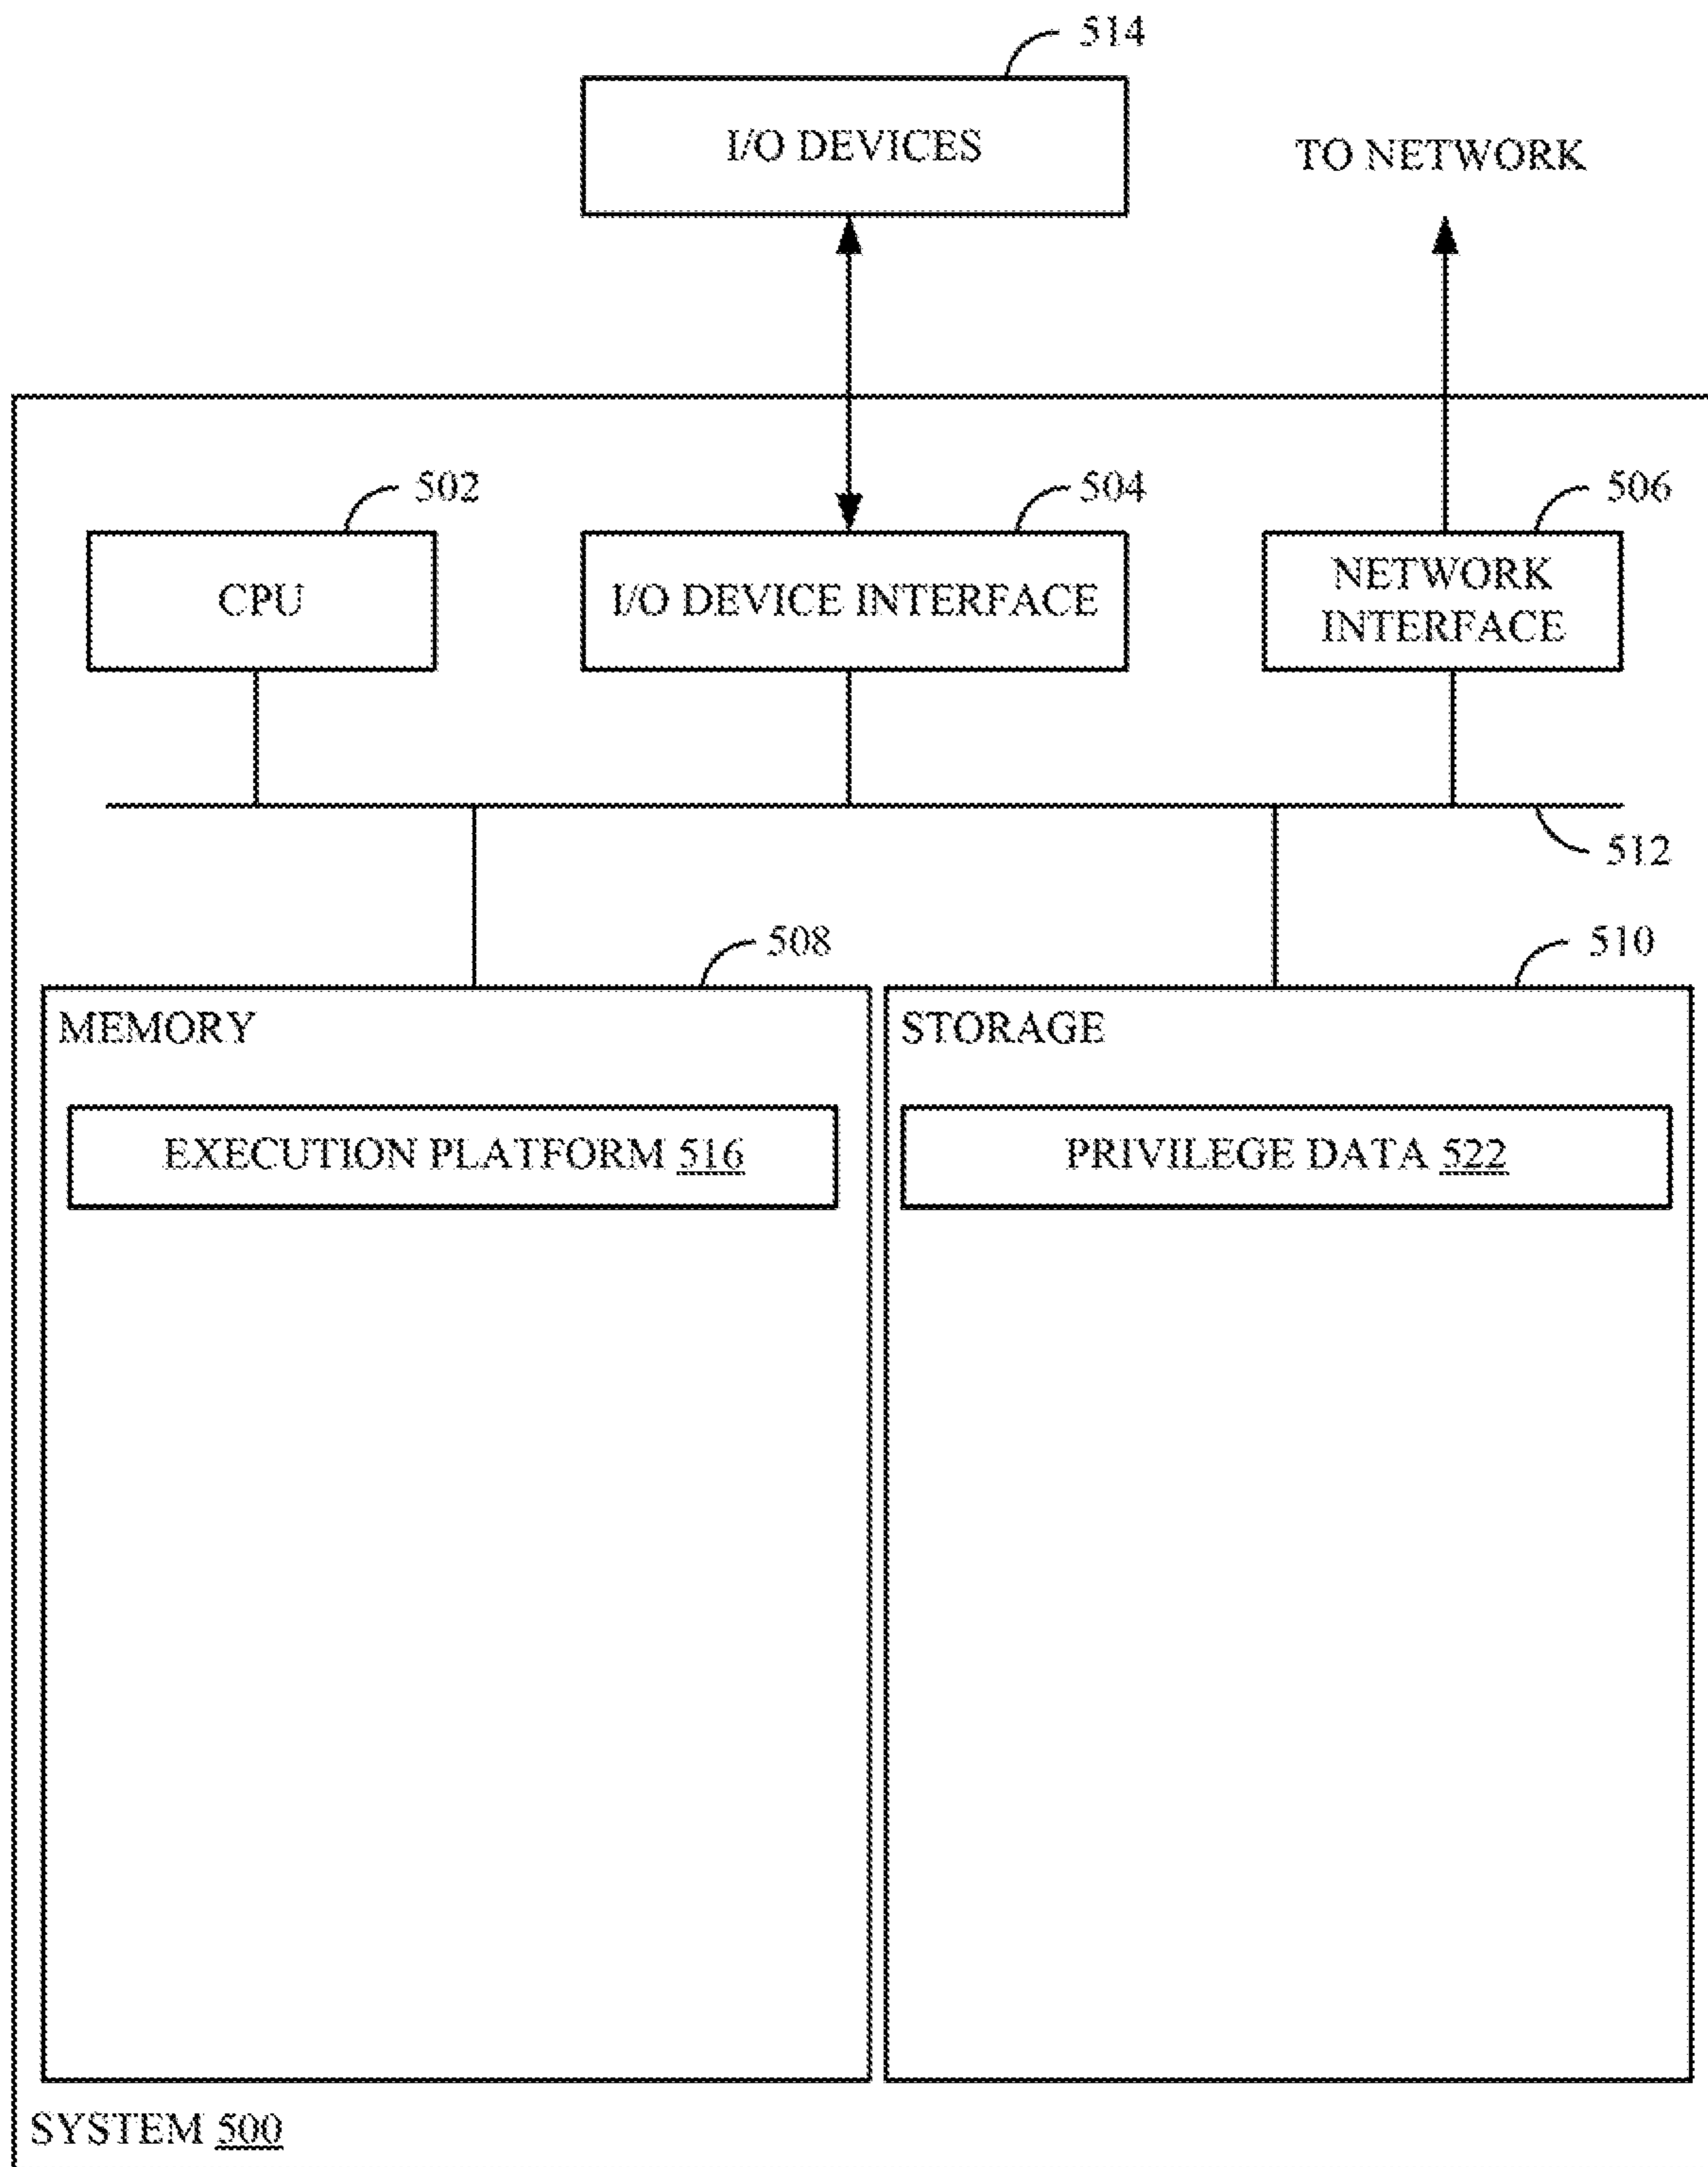 514
I/O DEVICES
TO NETWORK
502
504
506
CPU
I/O DEVICE INTERFACE
NETWORK
INTERFACE
512
508
510
MEMORY
STORAGE
EXECUTION PLATFORM 516
PRIVILEGE DATA 522
SYSTEM 500